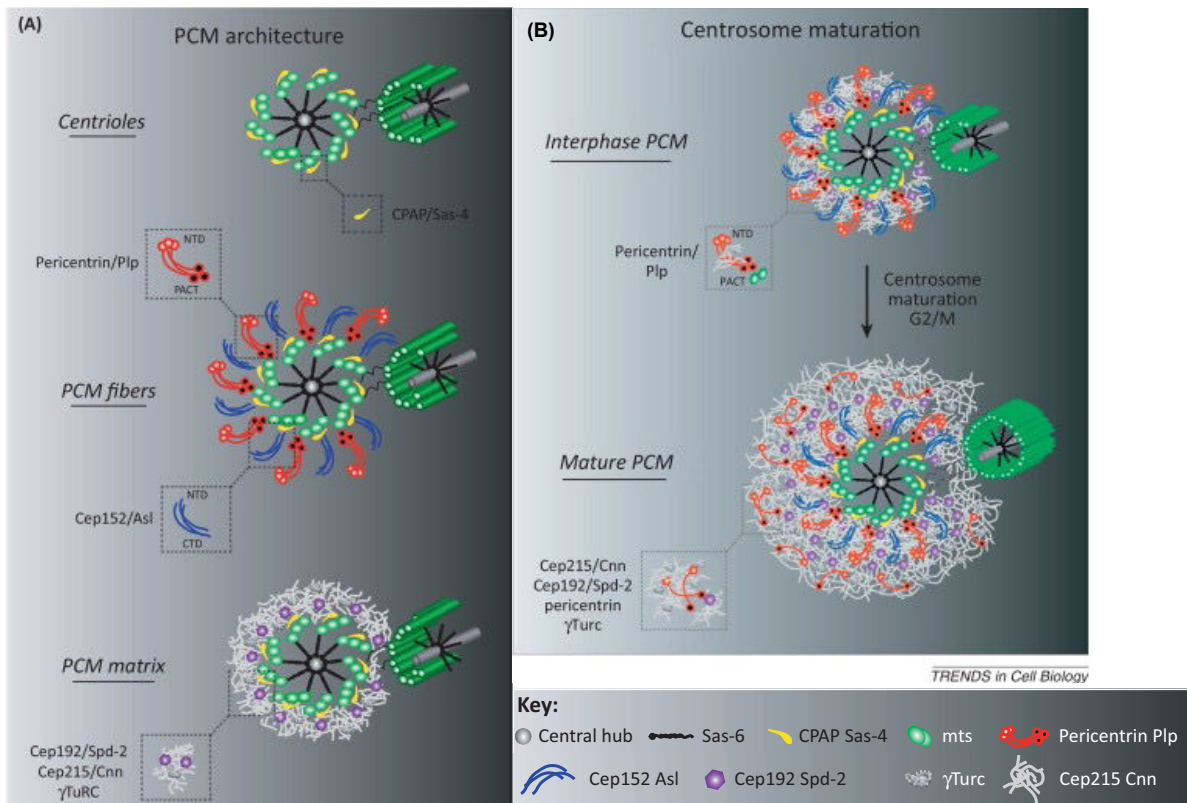 (A)
PCM architecture
Centrioles
CPAP/Sas-4
NTD
Pericentrin/Plp
PACT
PCM fibers
NTD
Cep152/Asl
CTD
PCM matrix
Cep192/Spd-2
Cep215/Cnn
γTuRC
(B)
Centrosome maturation
Interphase PCM
NTD
Pericentrin/
Plp
PACT
Centrosome
maturation
G2/M
Mature PCM
Cep215/Cnn
Cep192/Spd-2
pericentrin
γTurc
TRENDS in Cell Biology
Key:
Central hub Sas-6 CPAP Sas-4 mts Pericentrin Plp
Cep152 Asl Cep192 Spd-2 γTurc Cep215 Cnn